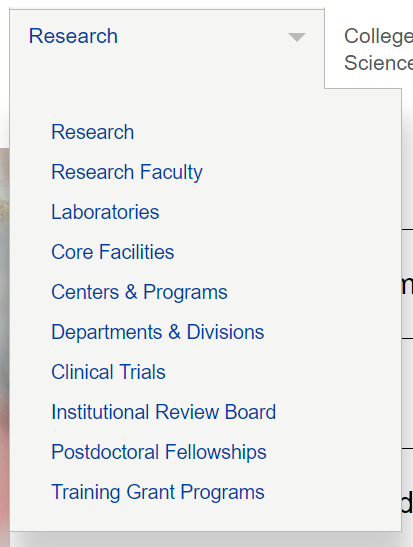 Research
College
Science
Research
Research Faculty
Laboratories
Core Facilities
Centers & Programs
Departments & Divisions
Clinical Trials
Institutional Review Board
Postdoctoral Fellowships
Training Grant Programs